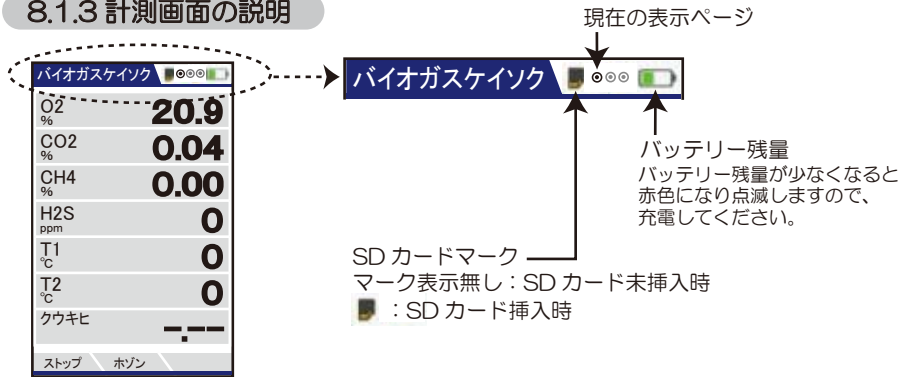 8.1.3 計測画面の説明
現在の表示ページ
バイオガスケイソク
O2
%
20.9
CO2
%
0.04
CH4
%
0.00
H2S
ppm
0
T1
℃
0
T2
℃
0
クウキヒ
-.--
ストップ ホゾン
バイオガスケイソク
バッテリー残量
バッテリー残量が少なくなると
赤色になり点滅しますので、
充電してください。
SD カードマーク
マーク表示無し：SD カード未挿入時
：SD カード挿入時